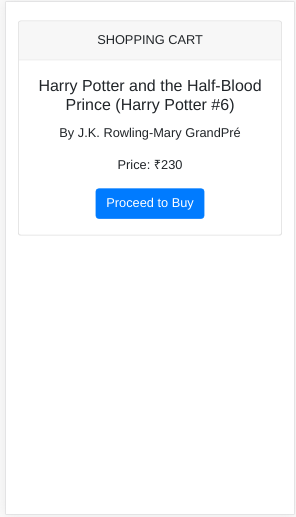 SHOPPING CART
Harry Potter and the Half-Blood
Prince (Harry Potter #6)
By J.K. Rowling-Mary GrandPré
Price: ₹230
Proceed to Buy